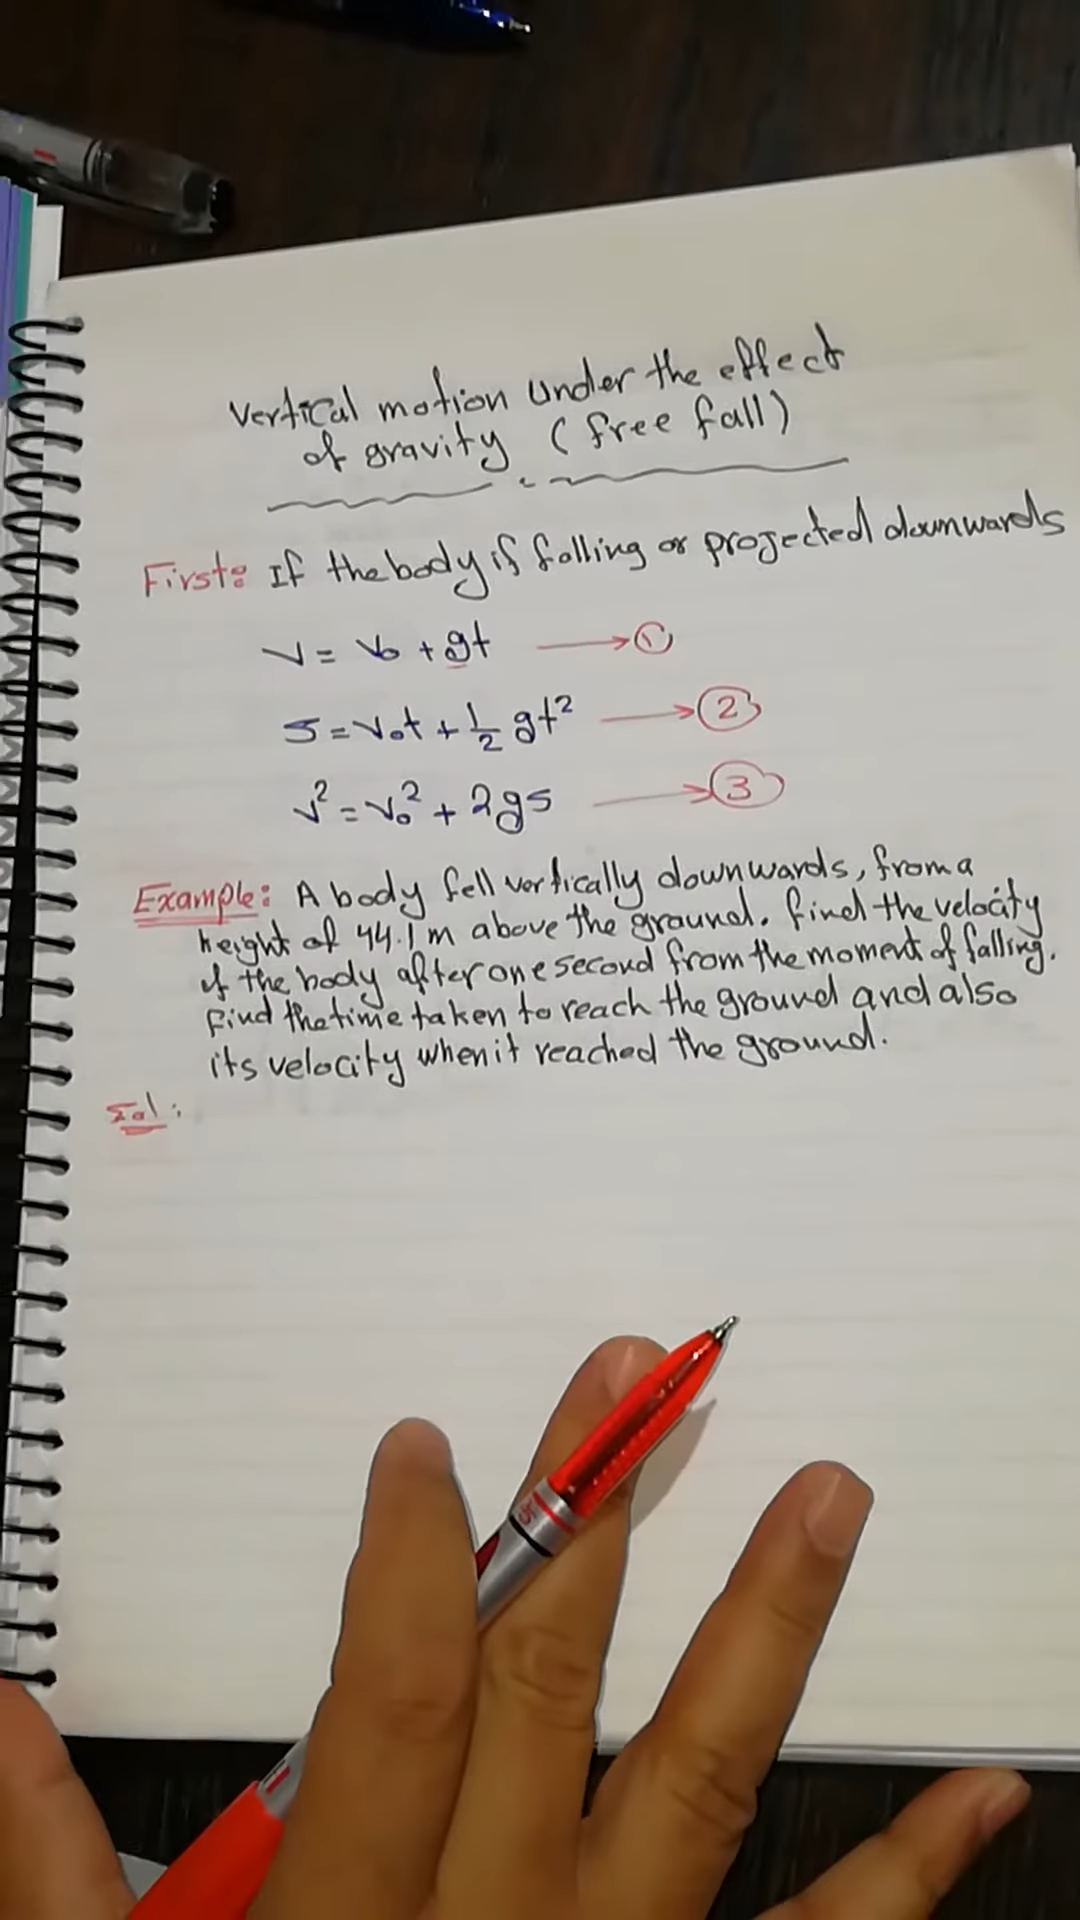 Vertical motion under the effect
of gravity (free fall)
First: If the body if falling or projected downwards
V = V₀ + gt → ①
S = V₀t + 1/2 gt² → ②
V² = V₀² + 2gs → ③
Example: A body fell vertically downwards, from a
height of 44.1 m above the ground. find the velocity
of the body after one second from the moment of falling.
Find the time taken to reach the ground and also
its velocity when it reached the ground.
Sol: